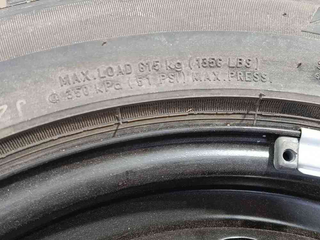 MAX.LOAD 615 KG (1356 LBS)
@ 350 KPA (51 PSI) MAX.PRESS.